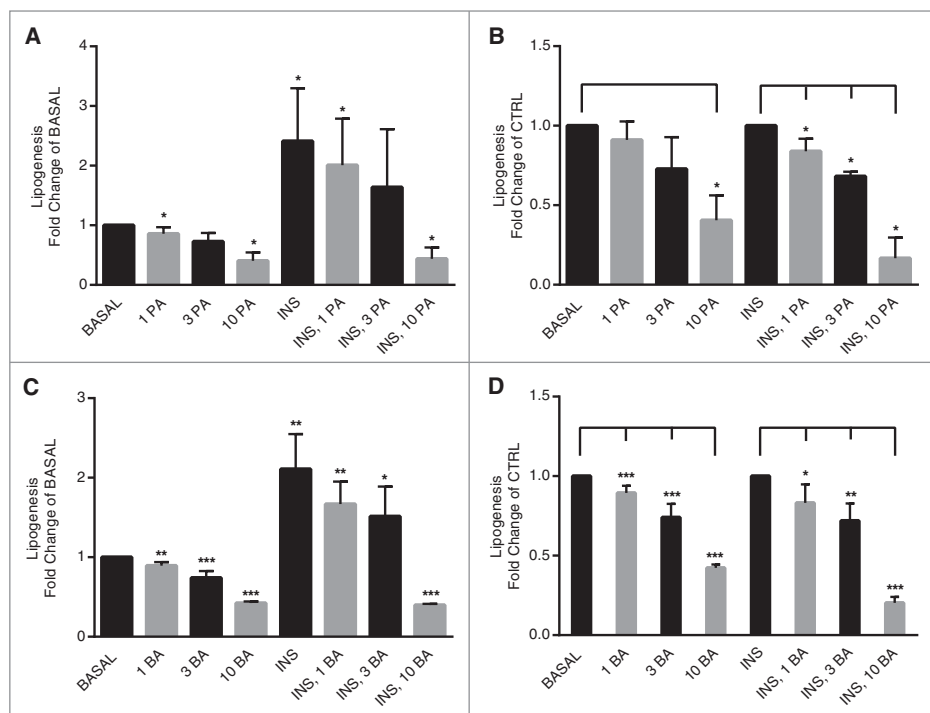 A
Lipogenesis
Fold Change of BASAL
4
3
2
1
0
*
*
*
*
*
BASAL
1 PA
3 PA
10 PA
INS
INS, 1 PA
INS, 3 PA
INS, 10 PA
B
Lipogenesis
Fold Change of CTRL
1.5
1.0
0.5
0.0
*
*
*
*
BASAL
1 PA
3 PA
10 PA
INS
INS, 1 PA
INS, 3 PA
INS, 10 PA
C
Lipogenesis
Fold Change of BASAL
3
2
1
0
**
***
***
**
**
*
***
BASAL
1 BA
3 BA
10 BA
INS
INS, 1 BA
INS, 3 BA
INS, 10 BA
D
Lipogenesis
Fold Change of CTRL
1.5
1.0
0.5
0.0
***
***
***
*
**
***
BASAL
1 BA
3 BA
10 BA
INS
INS, 1 BA
INS, 3 BA
INS, 10 BA